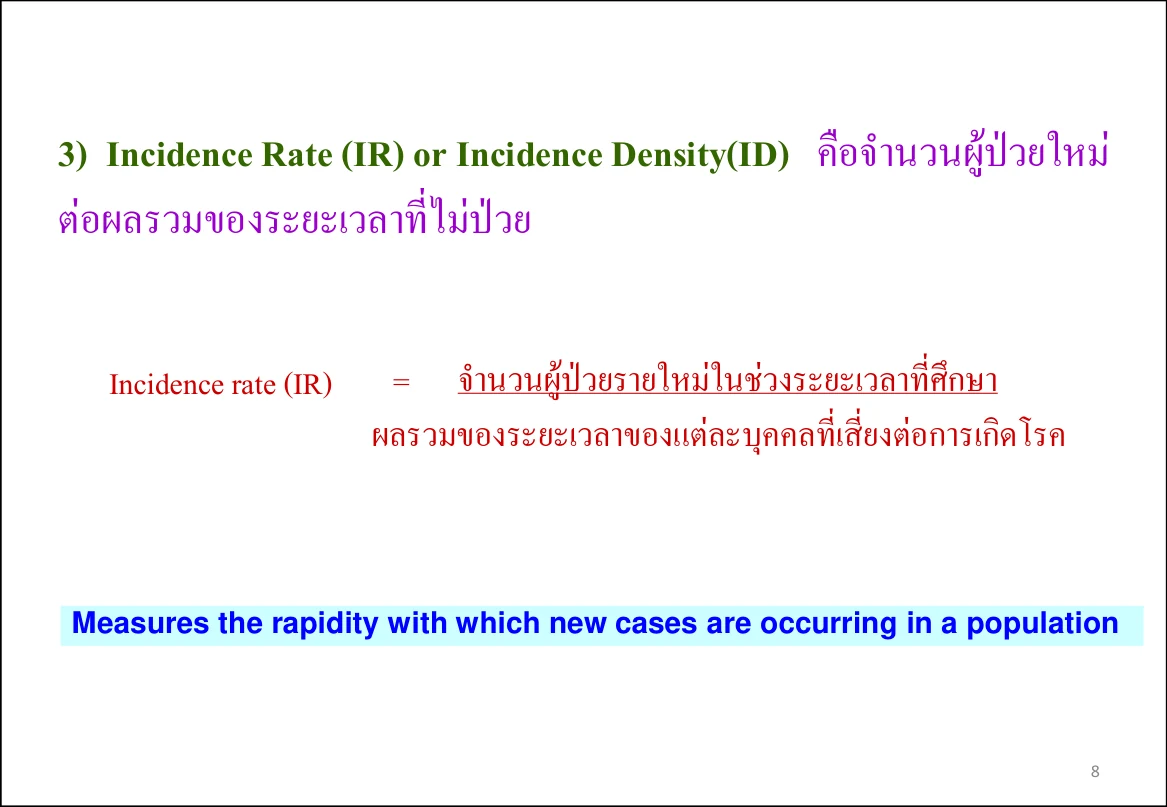 3)  Incidence Rate (IR) or Incidence Density(ID)   คือจำนวนผู้ป่วยใหม่
ต่อผลรวมของระยะเวลาที่ไม่ป่วย
Incidence rate (IR)        =      จำนวนผู้ป่วยรายใหม่ในช่วงระยะเวลาที่ศึกษา
ผลรวมของระยะเวลาของแต่ละบุคคลที่เสี่ยงต่อการเกิดโรค
Measures the rapidity with which new cases are occurring in a population
8